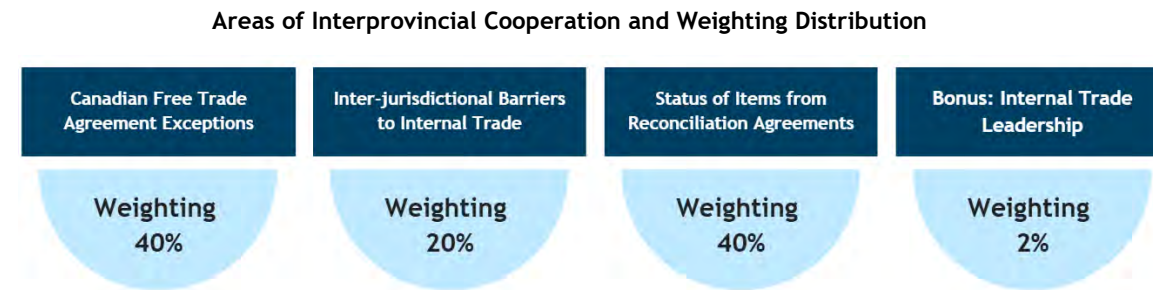 Areas of Interprovincial Cooperation and Weighting Distribution
Canadian Free Trade
Agreement Exceptions
Inter-jurisdictional Barriers
to Internal Trade
Status of Items from
Reconciliation Agreements
Bonus: Internal Trade
Leadership
Weighting
40%
Weighting
20%
Weighting
40%
Weighting
2%